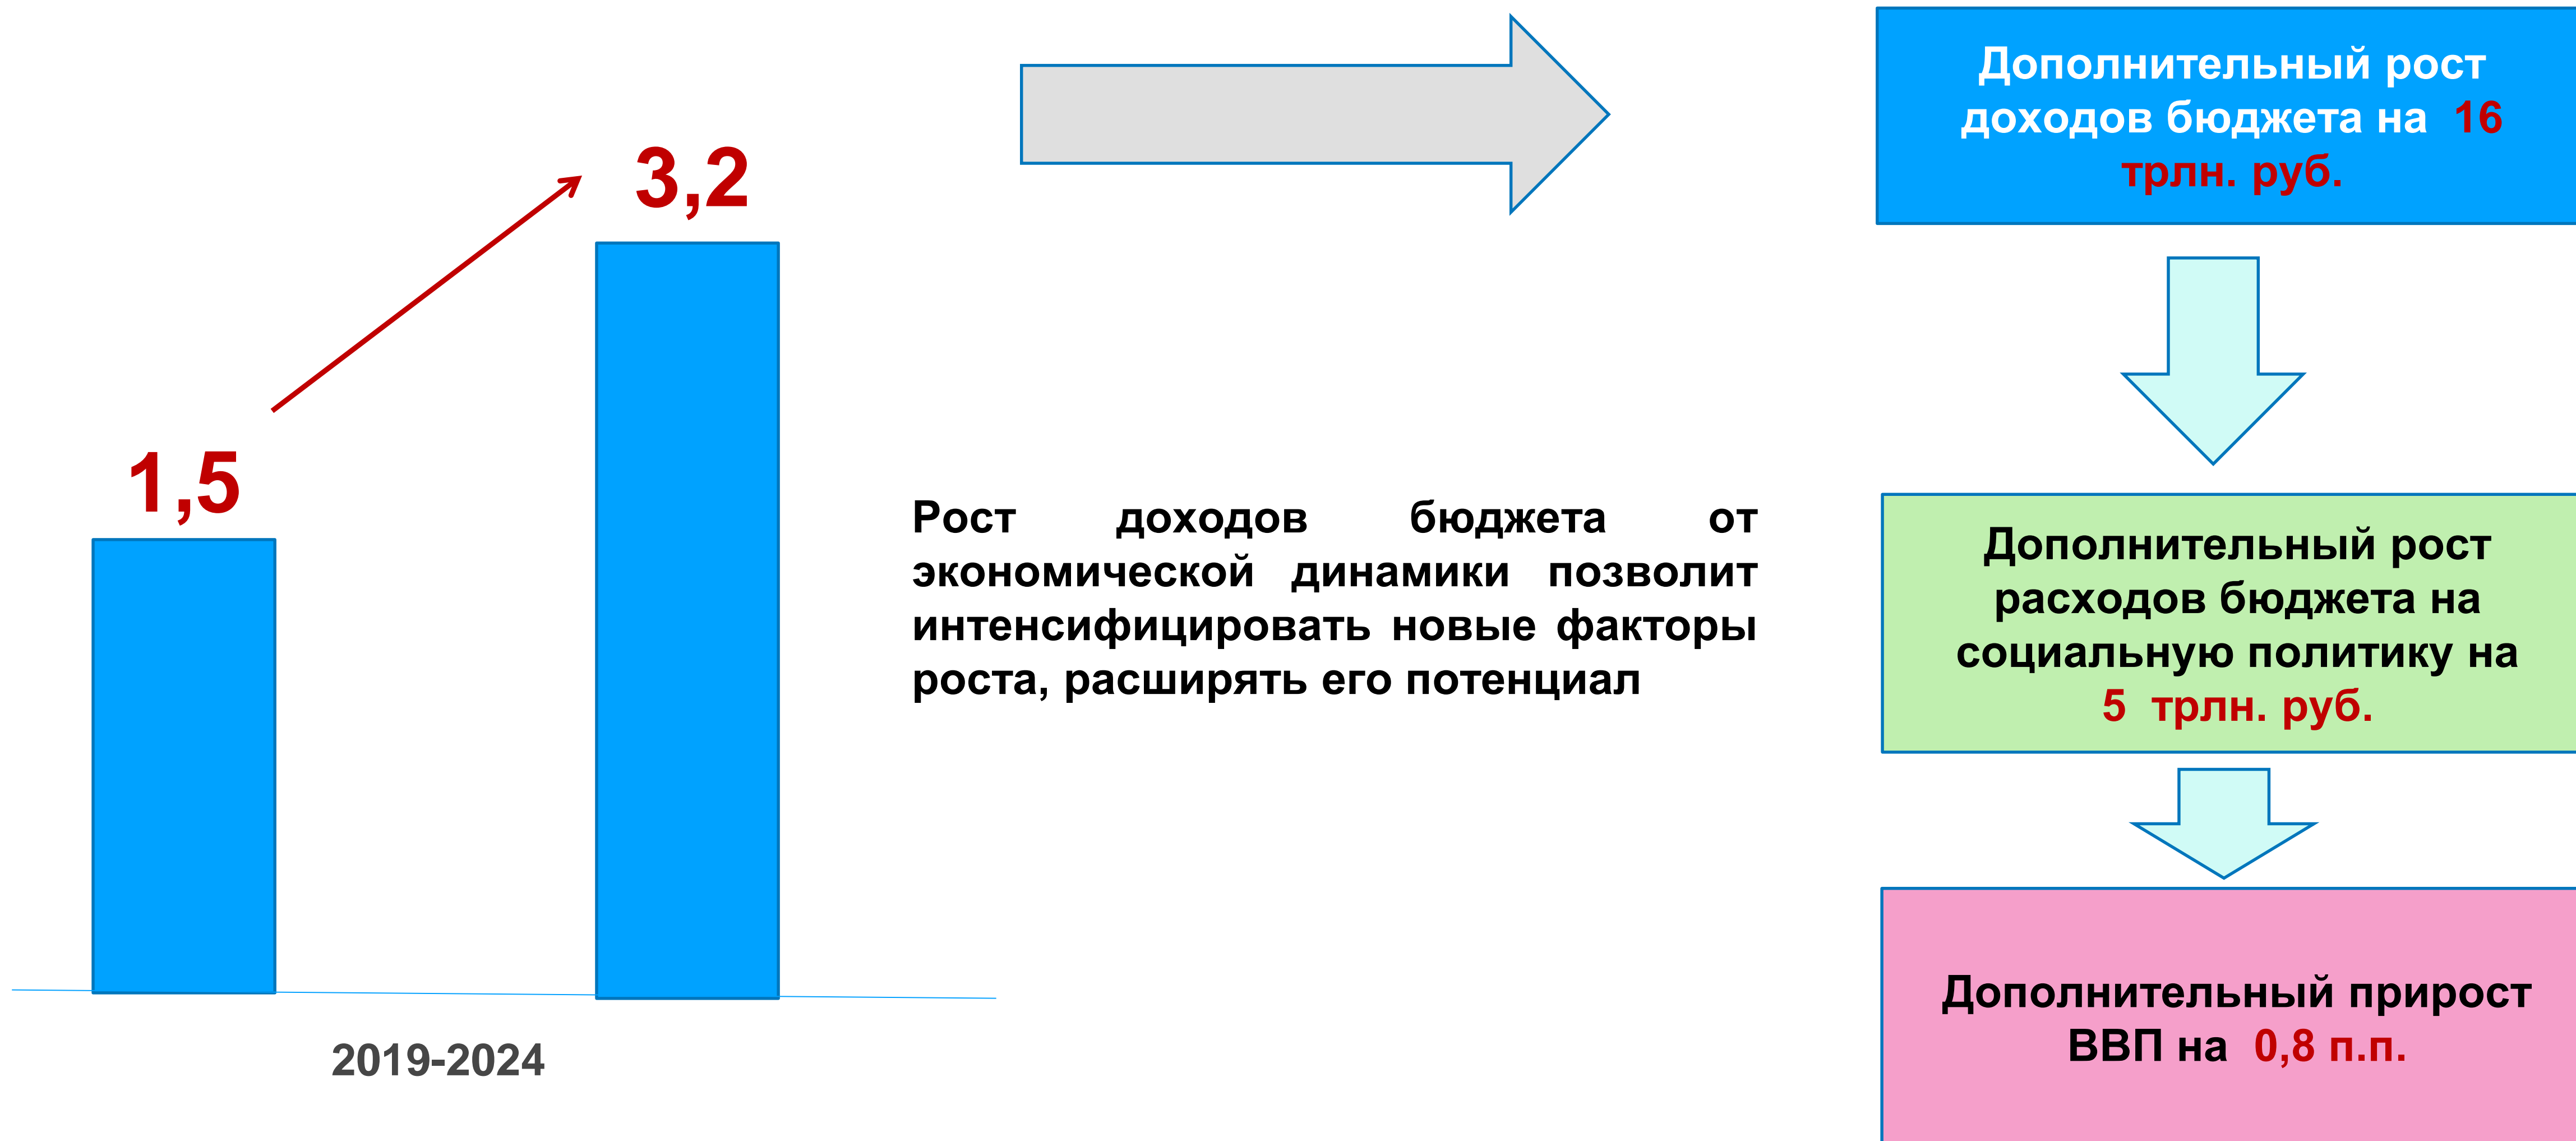 1,5
3,2
2019-2024
Рост доходов бюджета от
экономической динамики позволит
интенсифицировать новые факторы
роста, расширять его потенциал
Дополнительный рост
доходов бюджета на 16
трлн. руб.
Дополнительный рост
расходов бюджета на
социальную политику на
5 трлн. руб.
Дополнительный прирост
ВВП на 0,8 п.п.